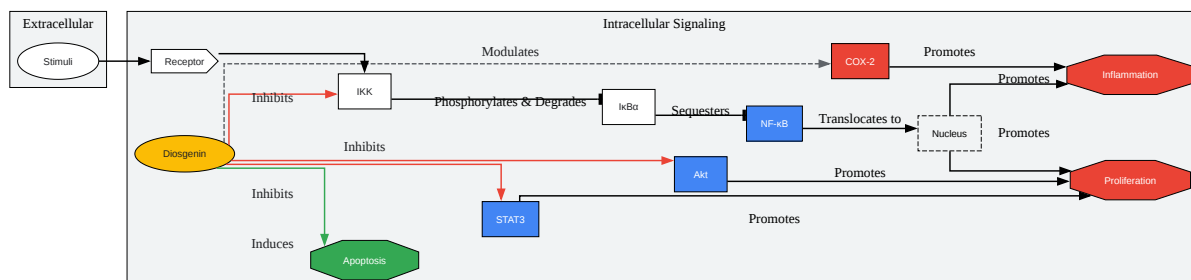 Extracellular
Intracellular Signaling
Stimuli
Receptor
Modulates
COX-2
Promotes
Inflammation
Promotes
Inhibits
IKK
Phosphorylates & Degrades
IκBα
Sequesters
NF-κB
Translocates to
Nucleus
Promotes
Diosgenin
Inhibits
Akt
Promotes
Proliferation
Inhibits
STAT3
Promotes
Induces
Apoptosis